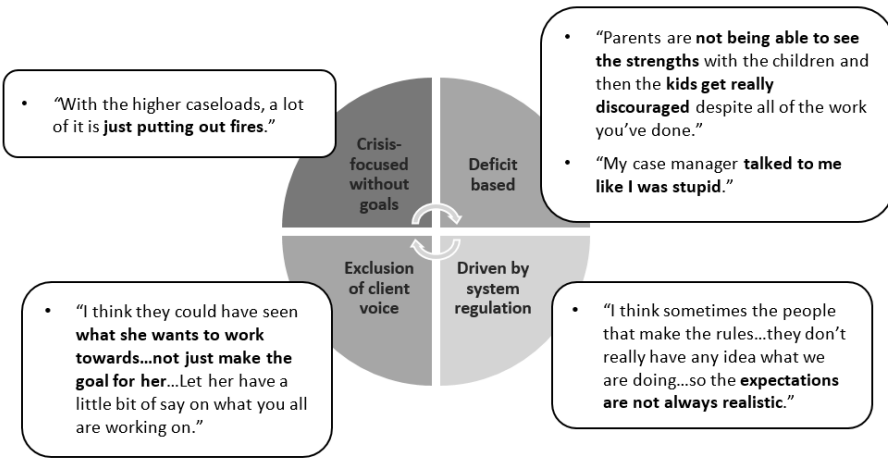 • “With the higher caseloads, a lot
of it is just putting out fires.”
• “Parents are not being able to see
the strengths with the children and
then the kids get really
discouraged despite all of the work
you’ve done.”
• “My case manager talked to me
like I was stupid.”
Crisis-
focused
without
goals
Deficit
based
Exclusion
of client
voice
Driven by
system
regulation
• “I think they could have seen
what she wants to work
towards…not just make the
goal for her…Let her have a
little bit of say on what you all
are working on.”
• “I think sometimes the people
that make the rules…they don’t
really have any idea what we
are doing…so the expectations
are not always realistic.”